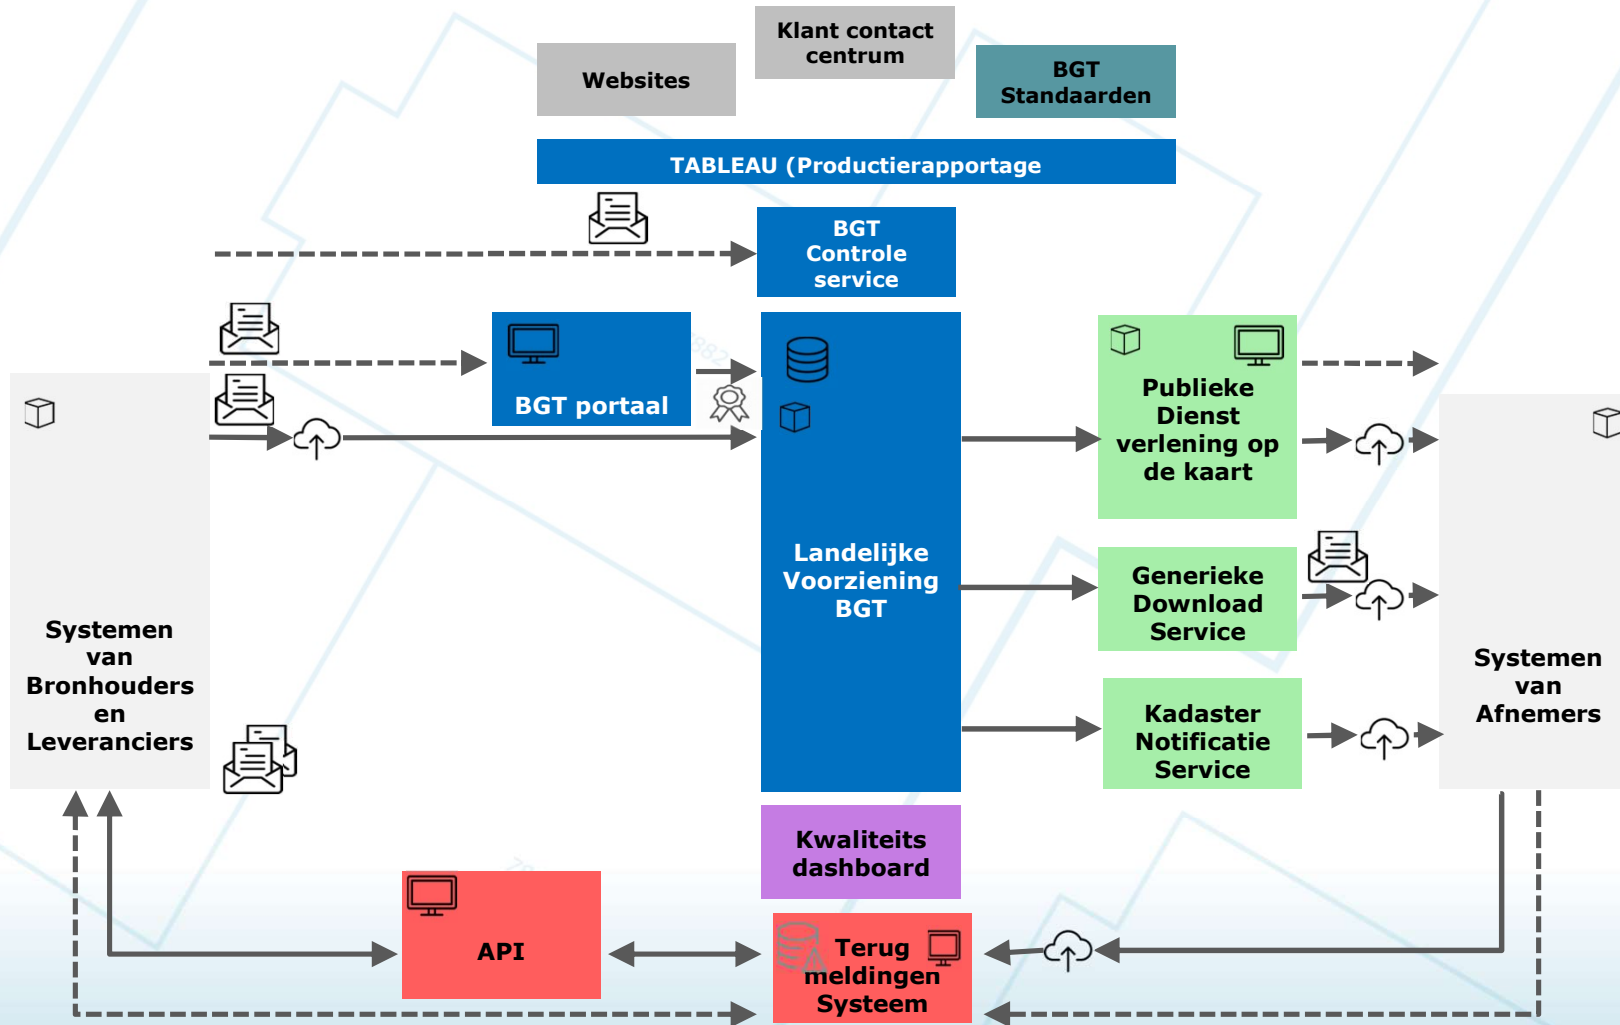 Klant contact
centrum
Websites
BGT
Standaarden
TABLEAU (Productierapportage
BGT
Controle
service
BGT portaal
Landelijke
Voorziening
BGT
Publieke
Dienst
verlening op
de kaart
Generieke
Download
Service
Kadaster
Notificatie
Service
Systemen
van
Bronhouders
en
Leveranciers
Systemen
van
Afnemers
Kwaliteits
dashboard
API
Terug
meldingen
Systeem